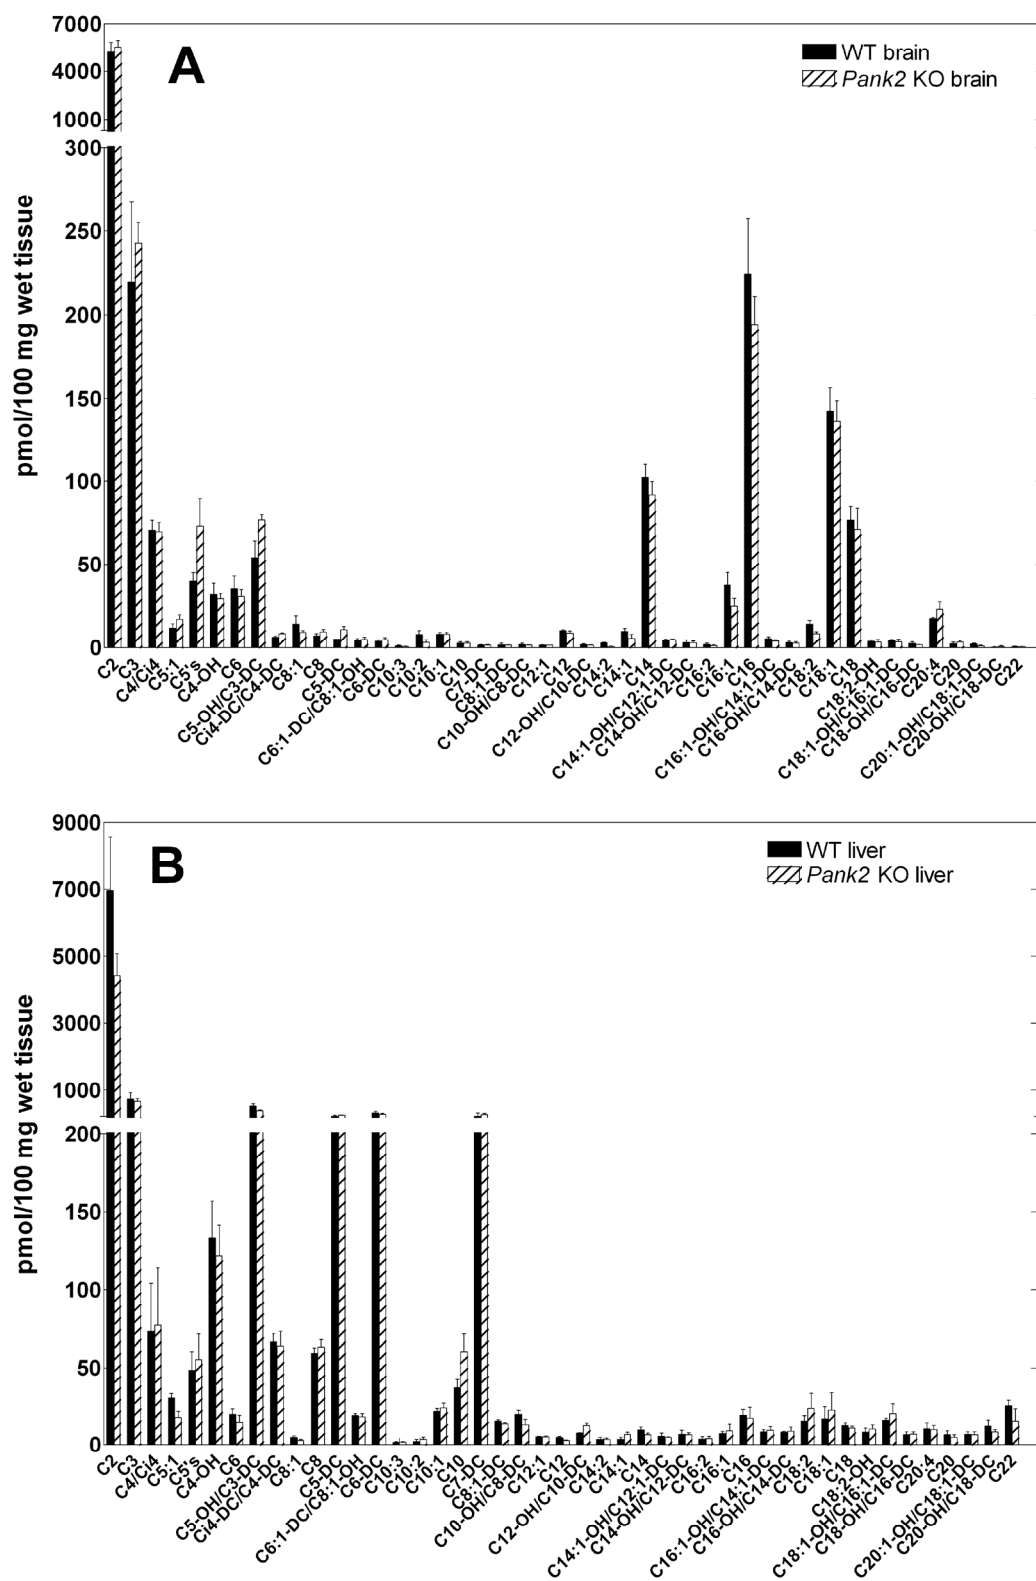 A
WT brain
Pank2 KO brain
pmol/100 mg wet tissue
7000
4000
1000
300
250
200
150
100
50
0
C2
C3
C4/Ci4
C5:1
C5's
C4-OH
C6
C5-OH/C3-DC
Ci4-DC/C4-DC
C8:1
C8
C5-DC
C6:1-DC/C8:1-OH
C6-DC
C10:3
C10:2
C10:1
C10
C7-DC
C8:1-DC
C10-OH/C8-DC
C12:1
C12
C12-OH/C10-DC
C14:2
C14:1
C14
C14:1-OH/C12:1-DC
C14-OH/C12-DC
C16:2
C16:1
C16
C16:1-OH/C14:1-DC
C16-OH/C14-DC
C18:2
C18:1
C18
C18:2-OH
C18:1-OH/C16:1-DC
C18-OH/C16-DC
C20:4
C20
C20:1-OH/C18:1-DC
C20-OH/C18-DC
C22
B
WT liver
Pank2 KO liver
pmol/100 mg wet tissue
9000
7000
5000
3000
1000
200
150
100
50
0
C2
C3
C4/Ci4
C5:1
C5's
C4-OH
C6
C5-OH/C3-DC
Ci4-DC/C4-DC
C8:1
C8
C5-DC
C6:1-DC/C8:1-OH
C6-DC
C10:3
C10:2
C10:1
C10
C7-DC
C8:1-DC
C10-OH/C8-DC
C12:1
C12
C12-OH/C10-DC
C14:2
C14:1
C14
C14:1-OH/C12:1-DC
C14-OH/C12-DC
C16:2
C16:1
C16
C16:1-OH/C14:1-DC
C16-OH/C14-DC
C18:2
C18:1
C18
C18:2-OH
C18:1-OH/C16:1-DC
C18-OH/C16-DC
C20:4
C20
C20:1-OH/C18:1-DC
C20-OH/C18-DC
C22